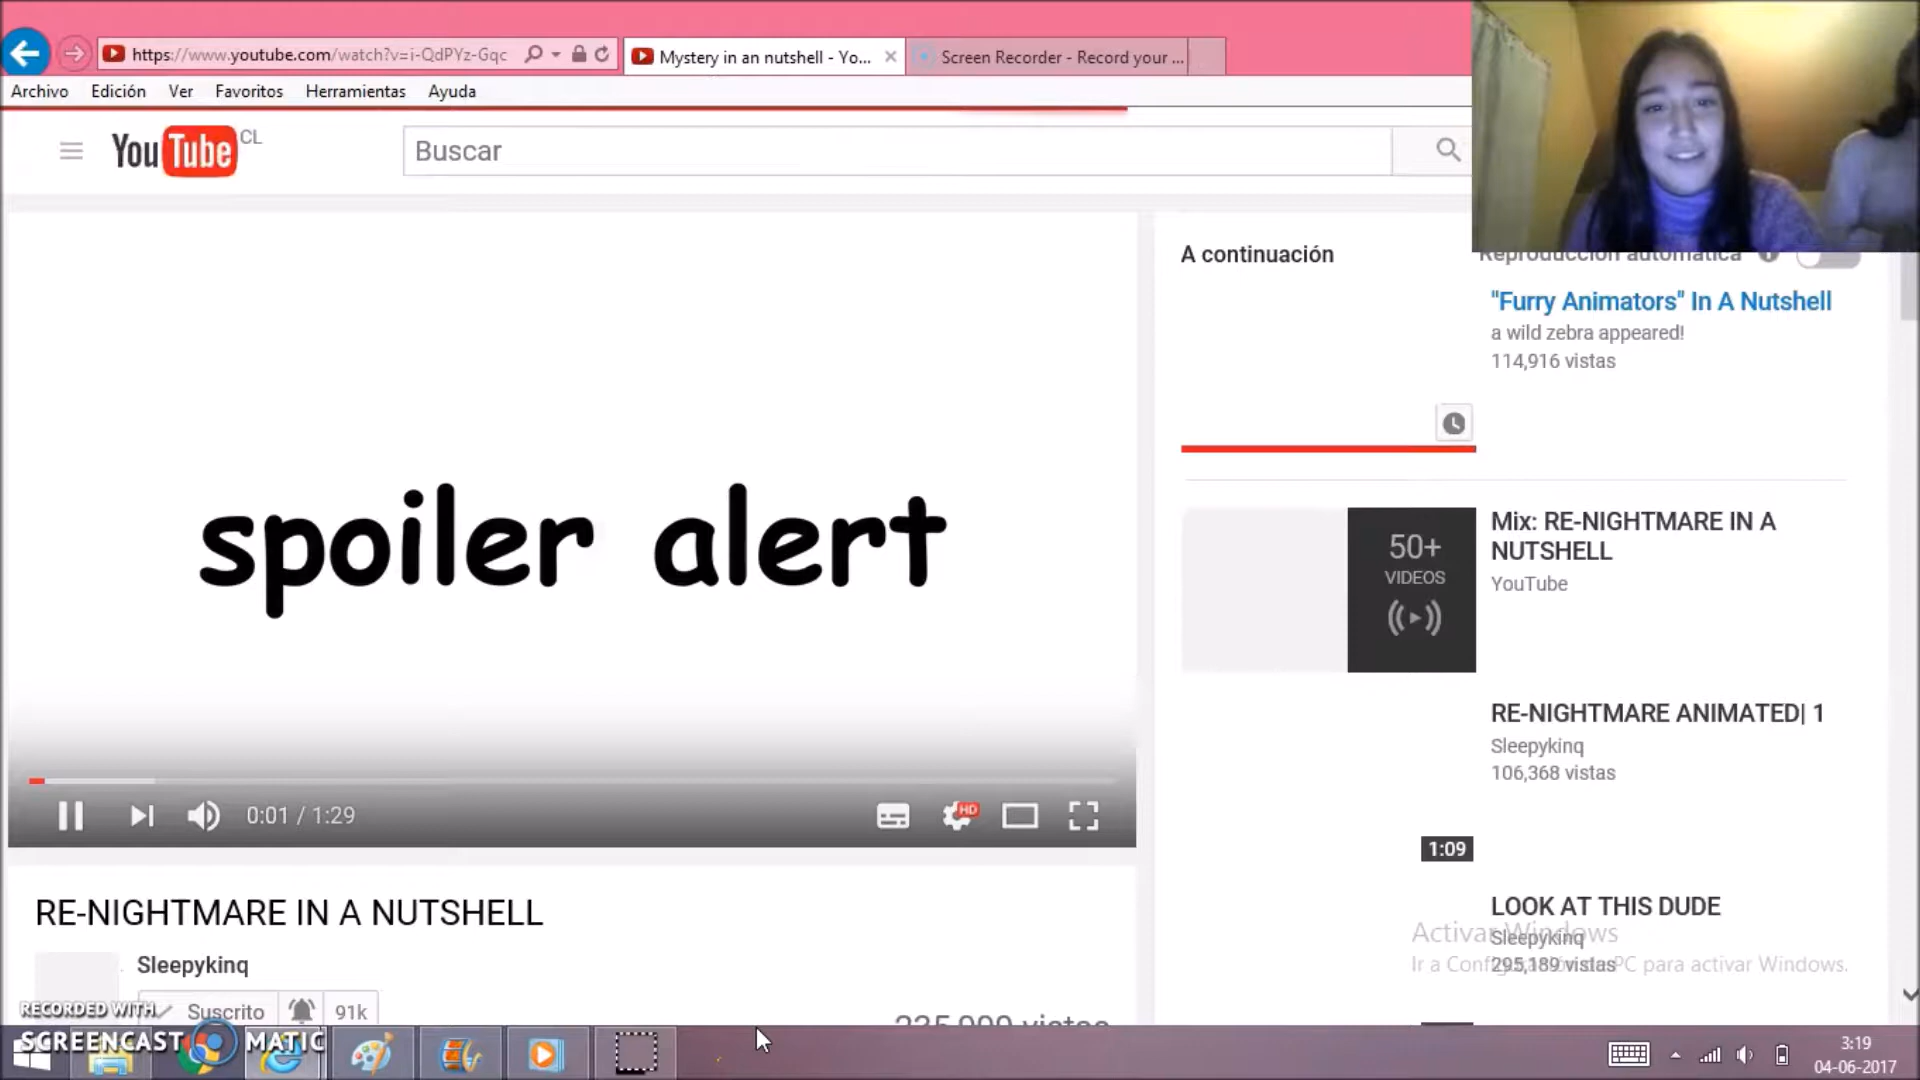 https://www.youtube.com/watch?v=i-QdPYz-Gqc
Mystery in an nutshell - Yo...
Screen Recorder - Record your ...
Archivo Edición Ver Favoritos Herramientas Ayuda
YouTube CL
Buscar
A continuación
Reproducción automática
"Furry Animators" In A Nutshell
a wild zebra appeared!
114,916 vistas
spoiler alert
50+
VIDEOS
Mix: RE-NIGHTMARE IN A
NUTSHELL
YouTube
RE-NIGHTMARE ANIMATED| 1
Sleepykinq
106,368 vistas
1:09
0:01 / 1:29
HD
RE-NIGHTMARE IN A NUTSHELL
LOOK AT THIS DUDE
Sleepykinq
295,189 vistas
Activar Windows
Ir a Configuración de PC para activar Windows.
Sleepykinq
Suscrito 91k
RECORDED WITH
SCREENCAST MATIC
3:19
04-06-2017